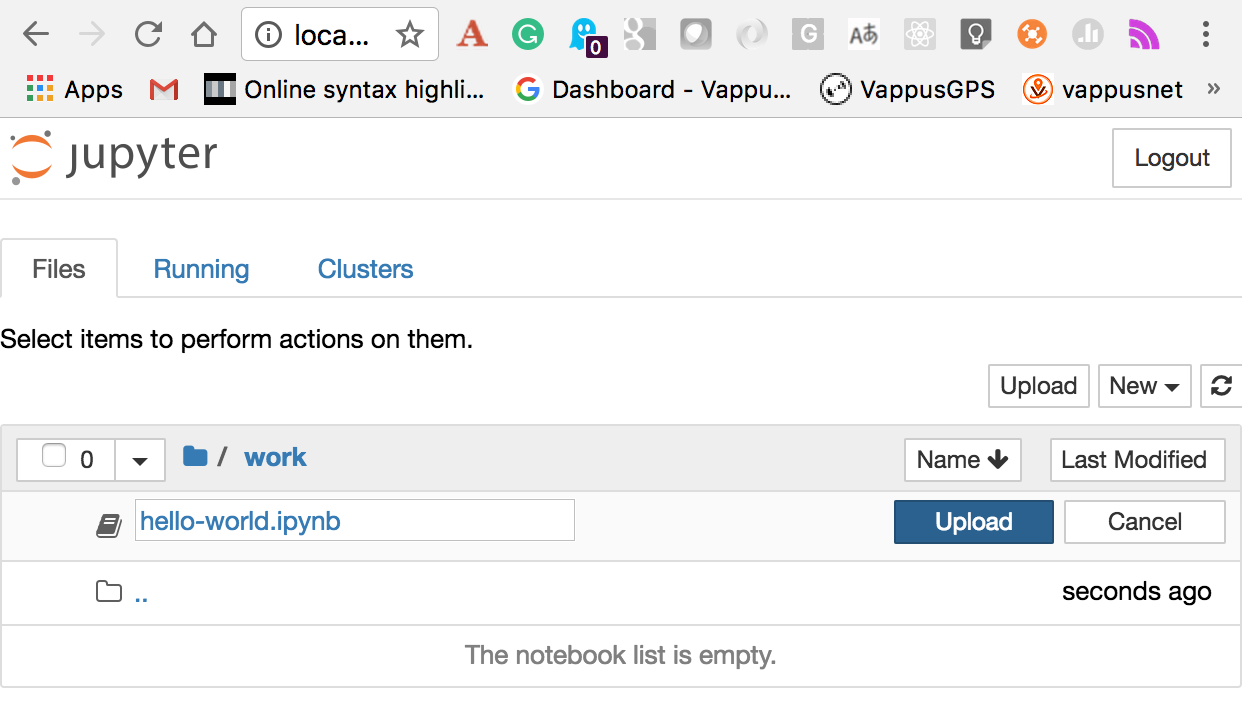 loca...
0
G
Aあ
Apps
Online syntax highli...
Dashboard - Vappu...
VappusGPS
vappusnet
»
jupyter
Logout
Files
Running
Clusters
Select items to perform actions on them.
Upload
New
0
/
work
Name
Last Modified
hello-world.ipynb
Upload
Cancel
..
seconds ago
The notebook list is empty.